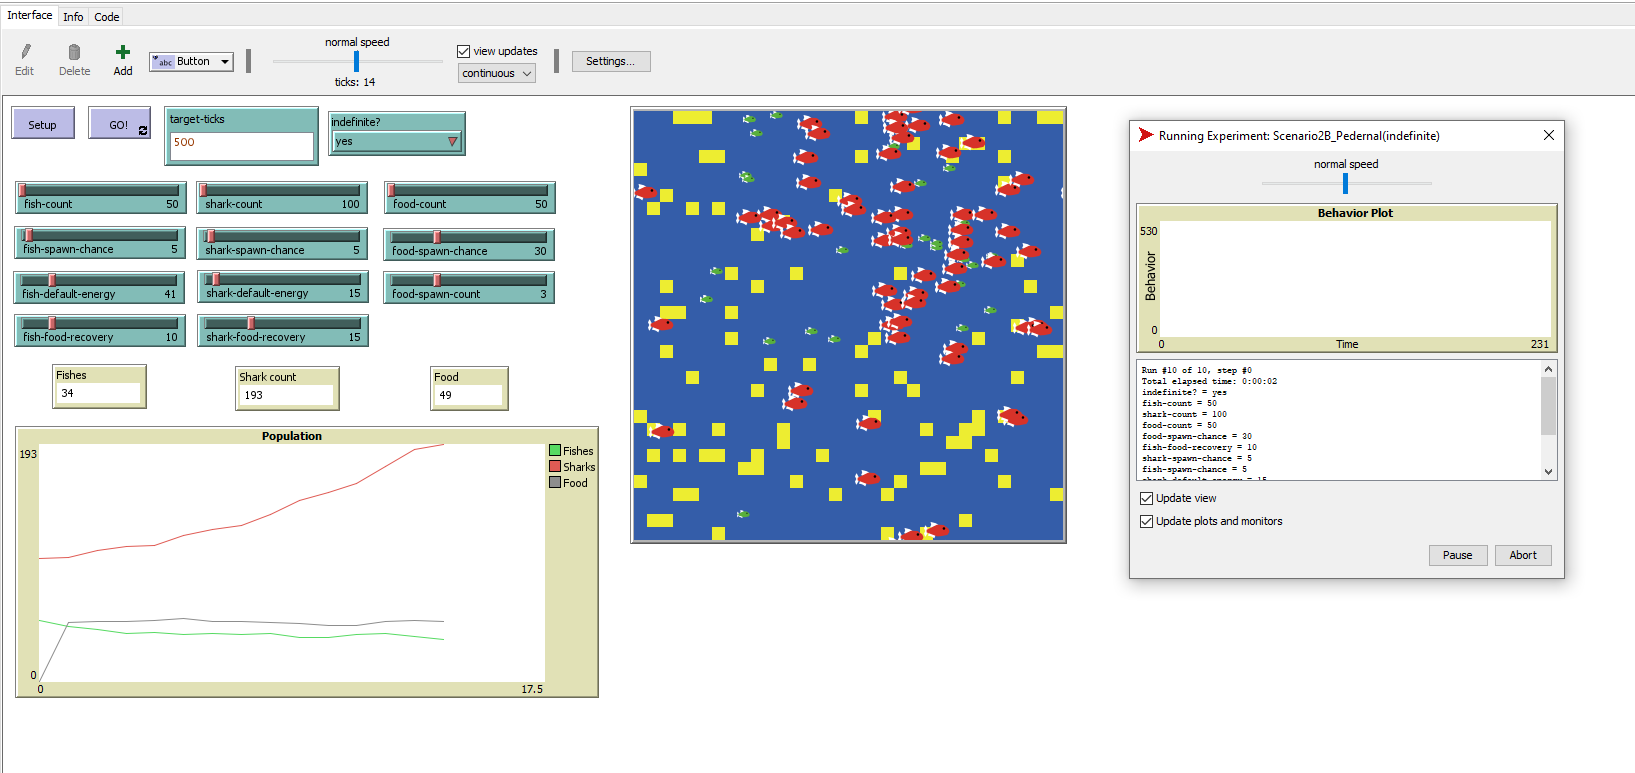 Interface Info Code
Edit Delete Add abc Button
normal speed
ticks: 14
view updates
continuous
Settings...
Setup
GO!
target-ticks
500
indefinite?
yes
fish-count 50
shark-count 100
food-count 50
fish-spawn-chance 5
shark-spawn-chance 5
food-spawn-chance 30
fish-default-energy 41
shark-default-energy 15
food-spawn-count 3
fish-food-recovery 10
shark-food-recovery 15
Fishes
34
Shark count
193
Food
49
Population
193
0
0 17.5
Fishes
Sharks
Food
Running Experiment: Scenario2B_Pedernal(indefinite)
normal speed
Behavior Plot
530
Behavior
0
0 Time 231
Run #10 of 10, step #0
Total elapsed time: 0:00:02
indefinite? = yes
fish-count = 50
shark-count = 100
food-count = 50
food-spawn-chance = 30
fish-food-recovery = 10
shark-spawn-chance = 5
fish-spawn-chance = 5
shark-default-energy = 15
Update view
Update plots and monitors
Pause Abort